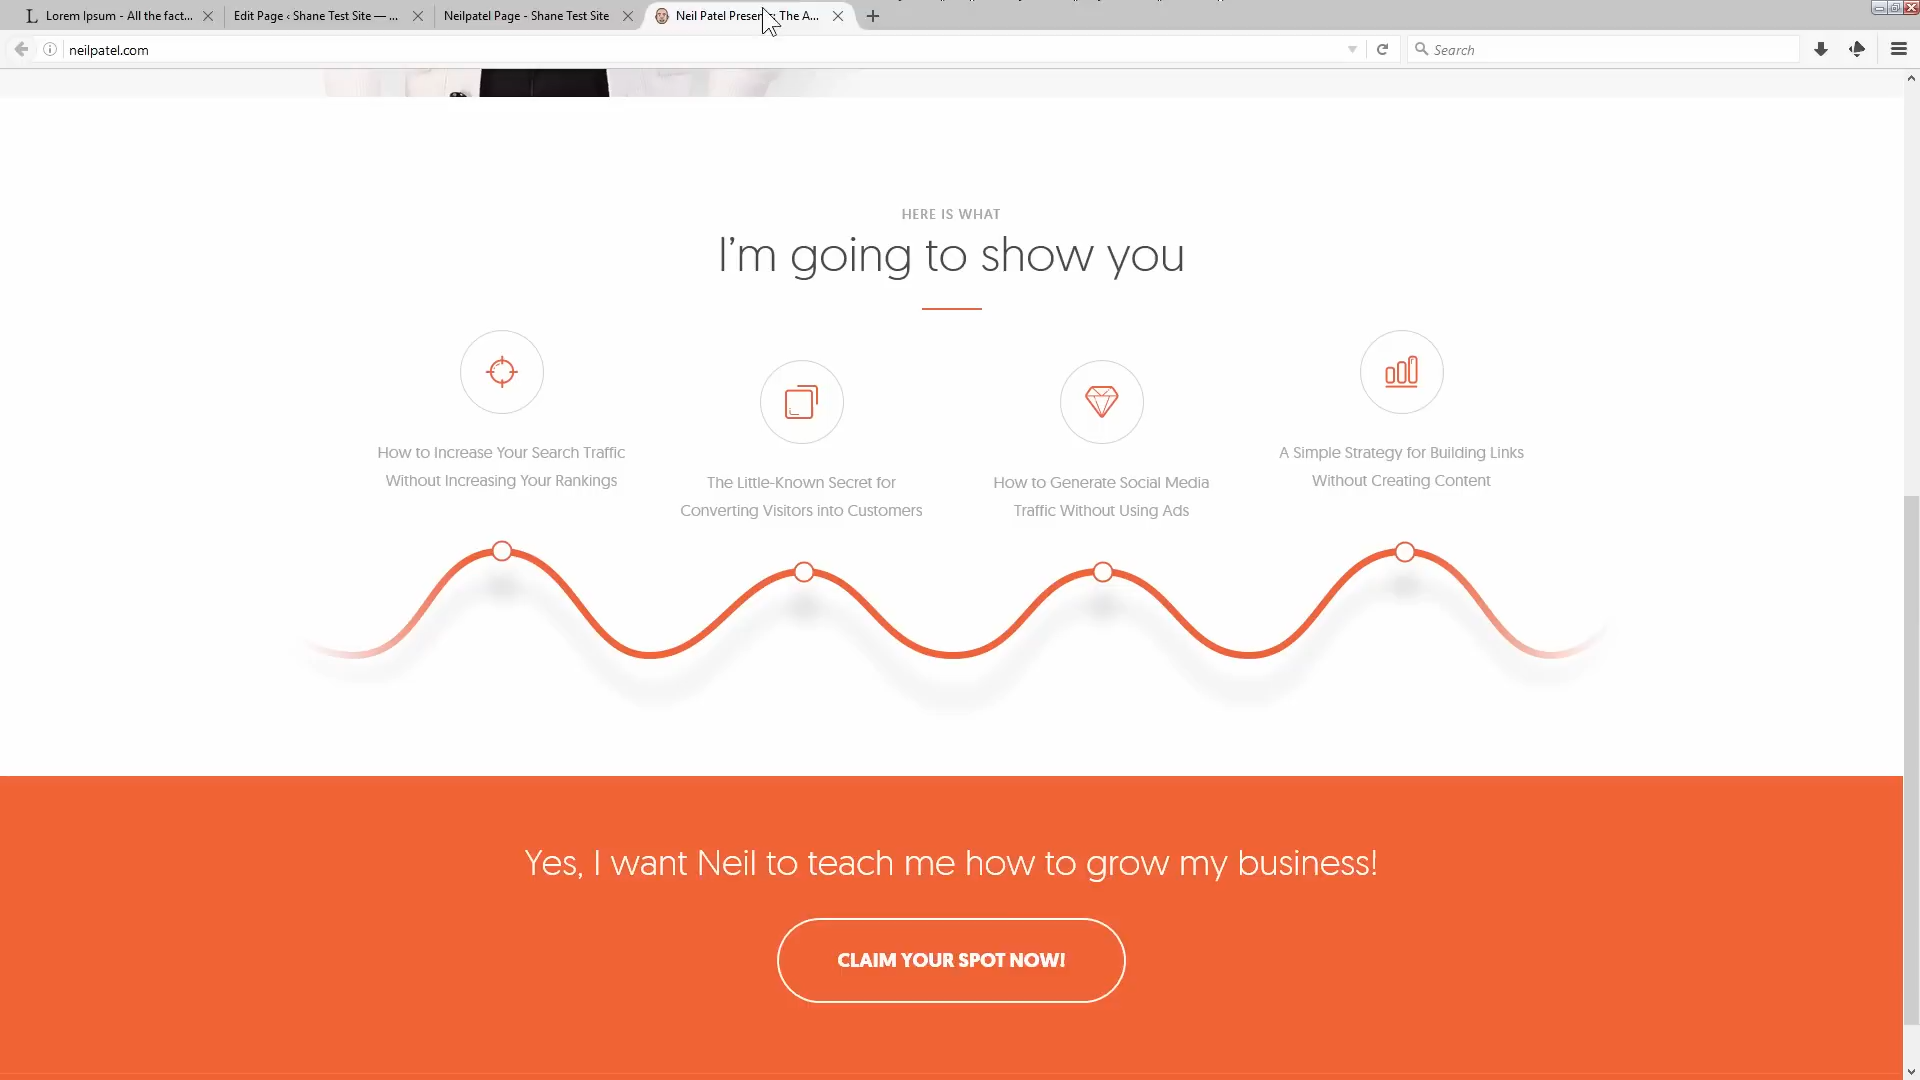 Lorem Ipsum - All the fact...
Edit Page ‹ Shane Test Site — ...
Neilpatel Page - Shane Test Site
Neil Patel Presen The A...
neilpatel.com
Search
HERE IS WHAT
I'm going to show you
How to Increase Your Search Traffic
Without Increasing Your Rankings
The Little-Known Secret for
Converting Visitors into Customers
How to Generate Social Media
Traffic Without Using Ads
A Simple Strategy for Building Links
Without Creating Content
Yes, I want Neil to teach me how to grow my business!
CLAIM YOUR SPOT NOW!